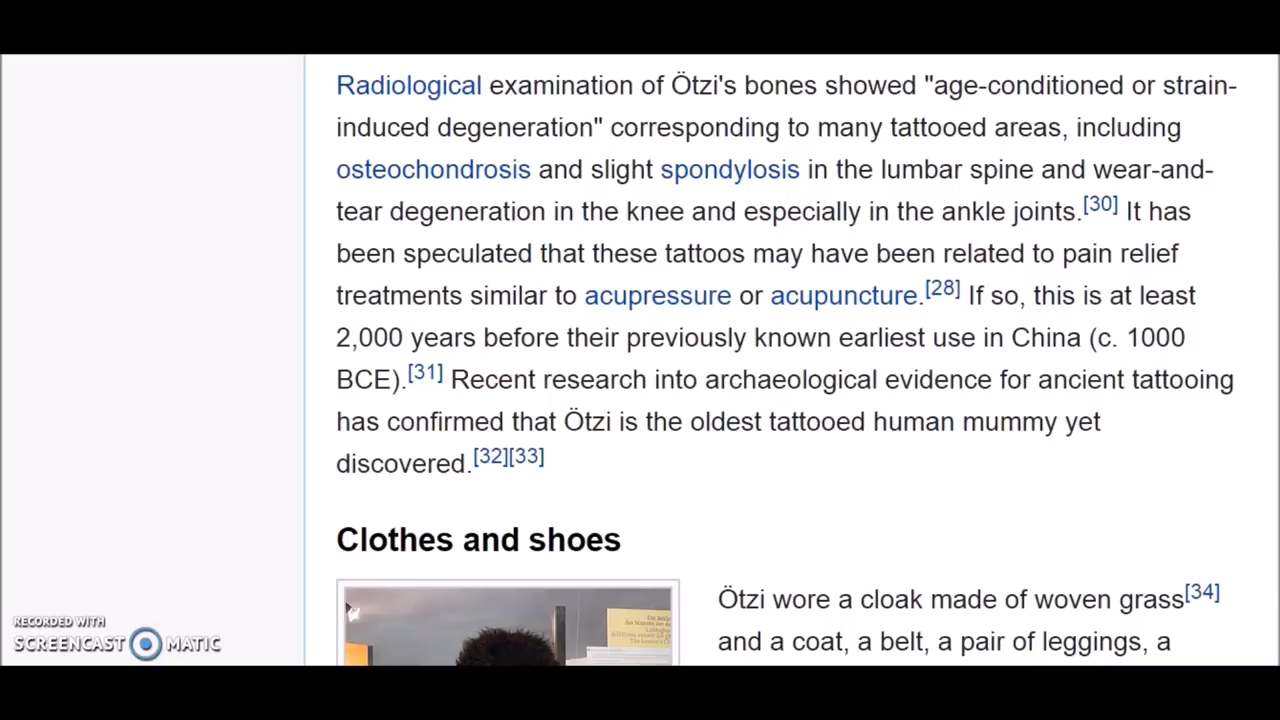 Radiological examination of Ötzi's bones showed "age-conditioned or strain-
induced degeneration" corresponding to many tattooed areas, including
osteochondrosis and slight spondylosis in the lumbar spine and wear-and-
tear degeneration in the knee and especially in the ankle joints.[30] It has
been speculated that these tattoos may have been related to pain relief
treatments similar to acupressure or acupuncture.[28] If so, this is at least
2,000 years before their previously known earliest use in China (c. 1000
BCE).[31] Recent research into archaeological evidence for ancient tattooing
has confirmed that Ötzi is the oldest tattooed human mummy yet
discovered.[32][33]
Clothes and shoes
Ötzi wore a cloak made of woven grass[34]
and a coat, a belt, a pair of leggings, a
RECORDED WITH
SCREENCAST MATIC